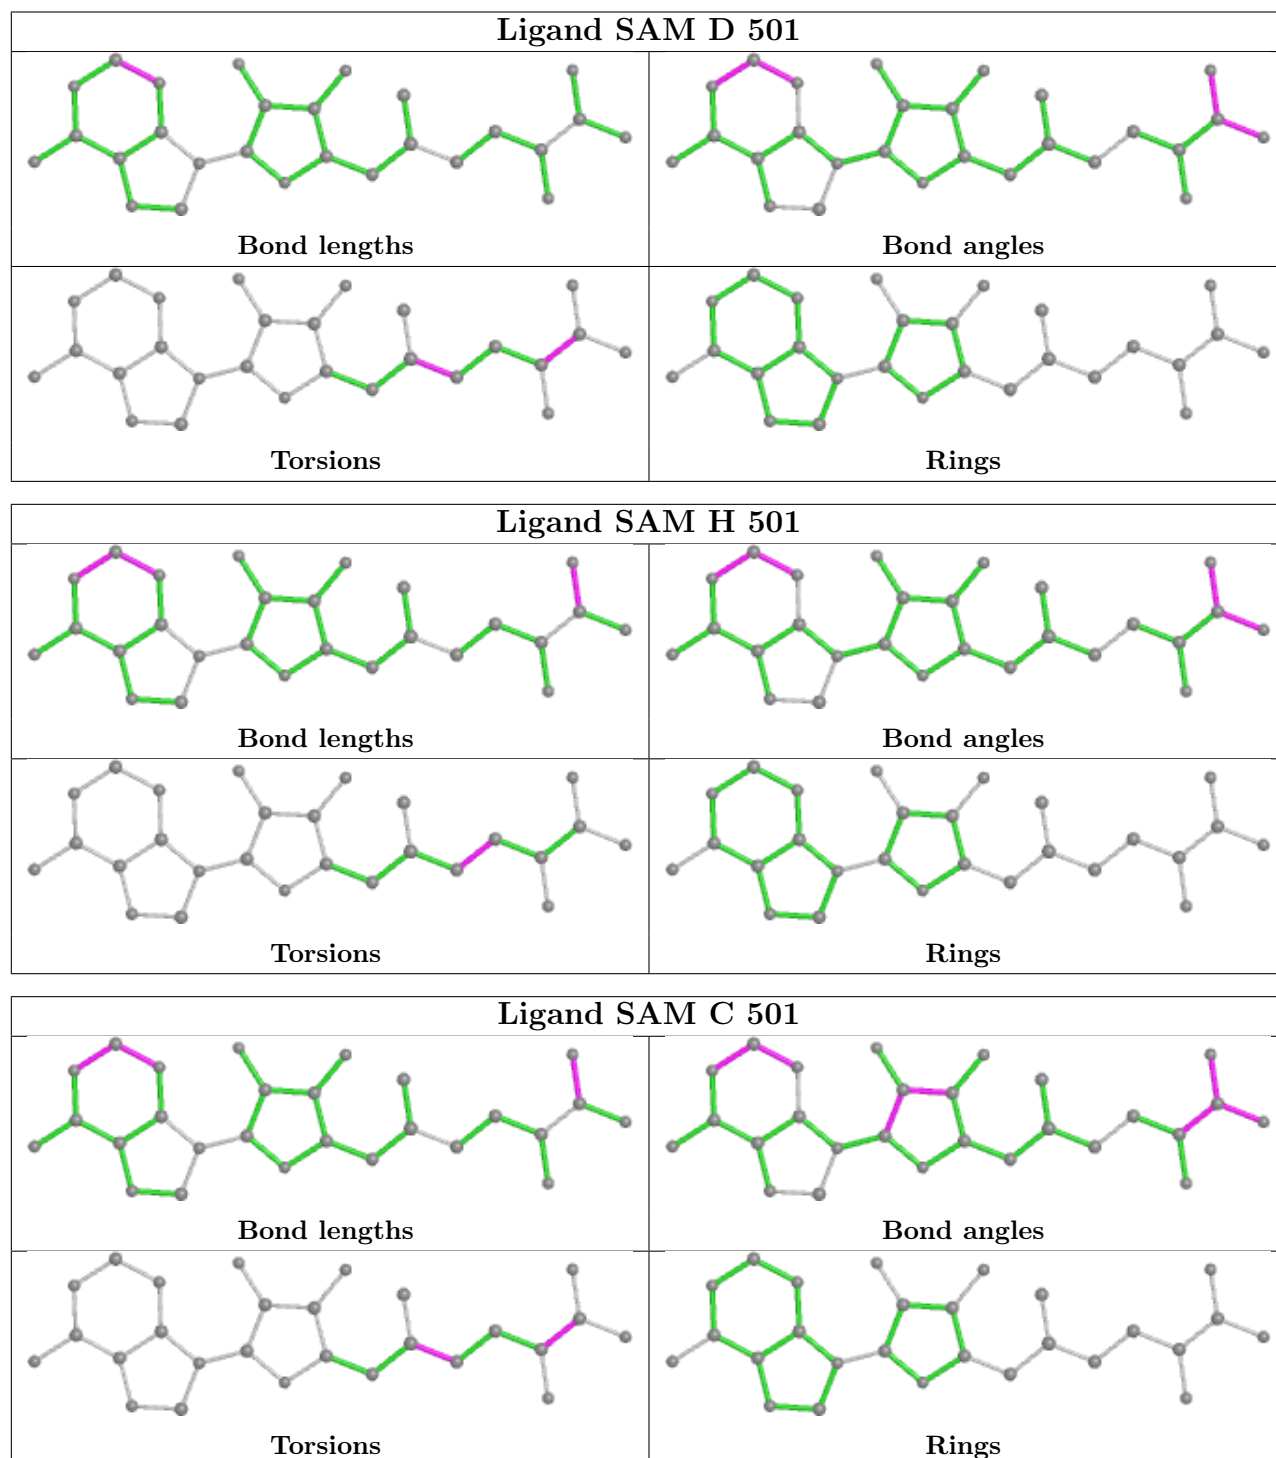 Ligand SAM D 501
Bond lengths
Bond angles
Torsions
Rings
Ligand SAM H 501
Bond lengths
Bond angles
Torsions
Rings
Ligand SAM C 501
Bond lengths
Bond angles
Torsions
Rings